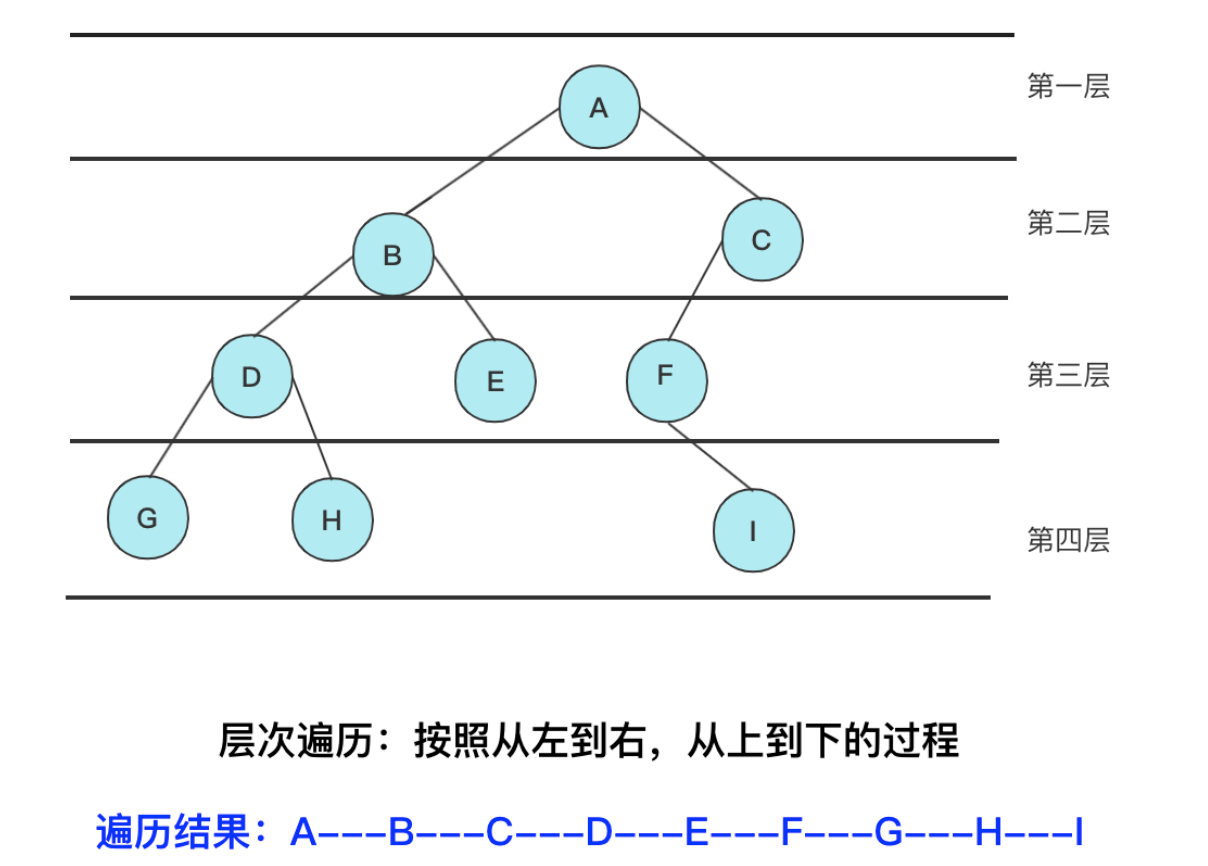 A
第一层
B
C
第二层
D
E
F
第三层
G
H
I
第四层
层次遍历：按照从左到右，从上到下的过程
遍历结果：A---B---C---D---E---F---G---H---I